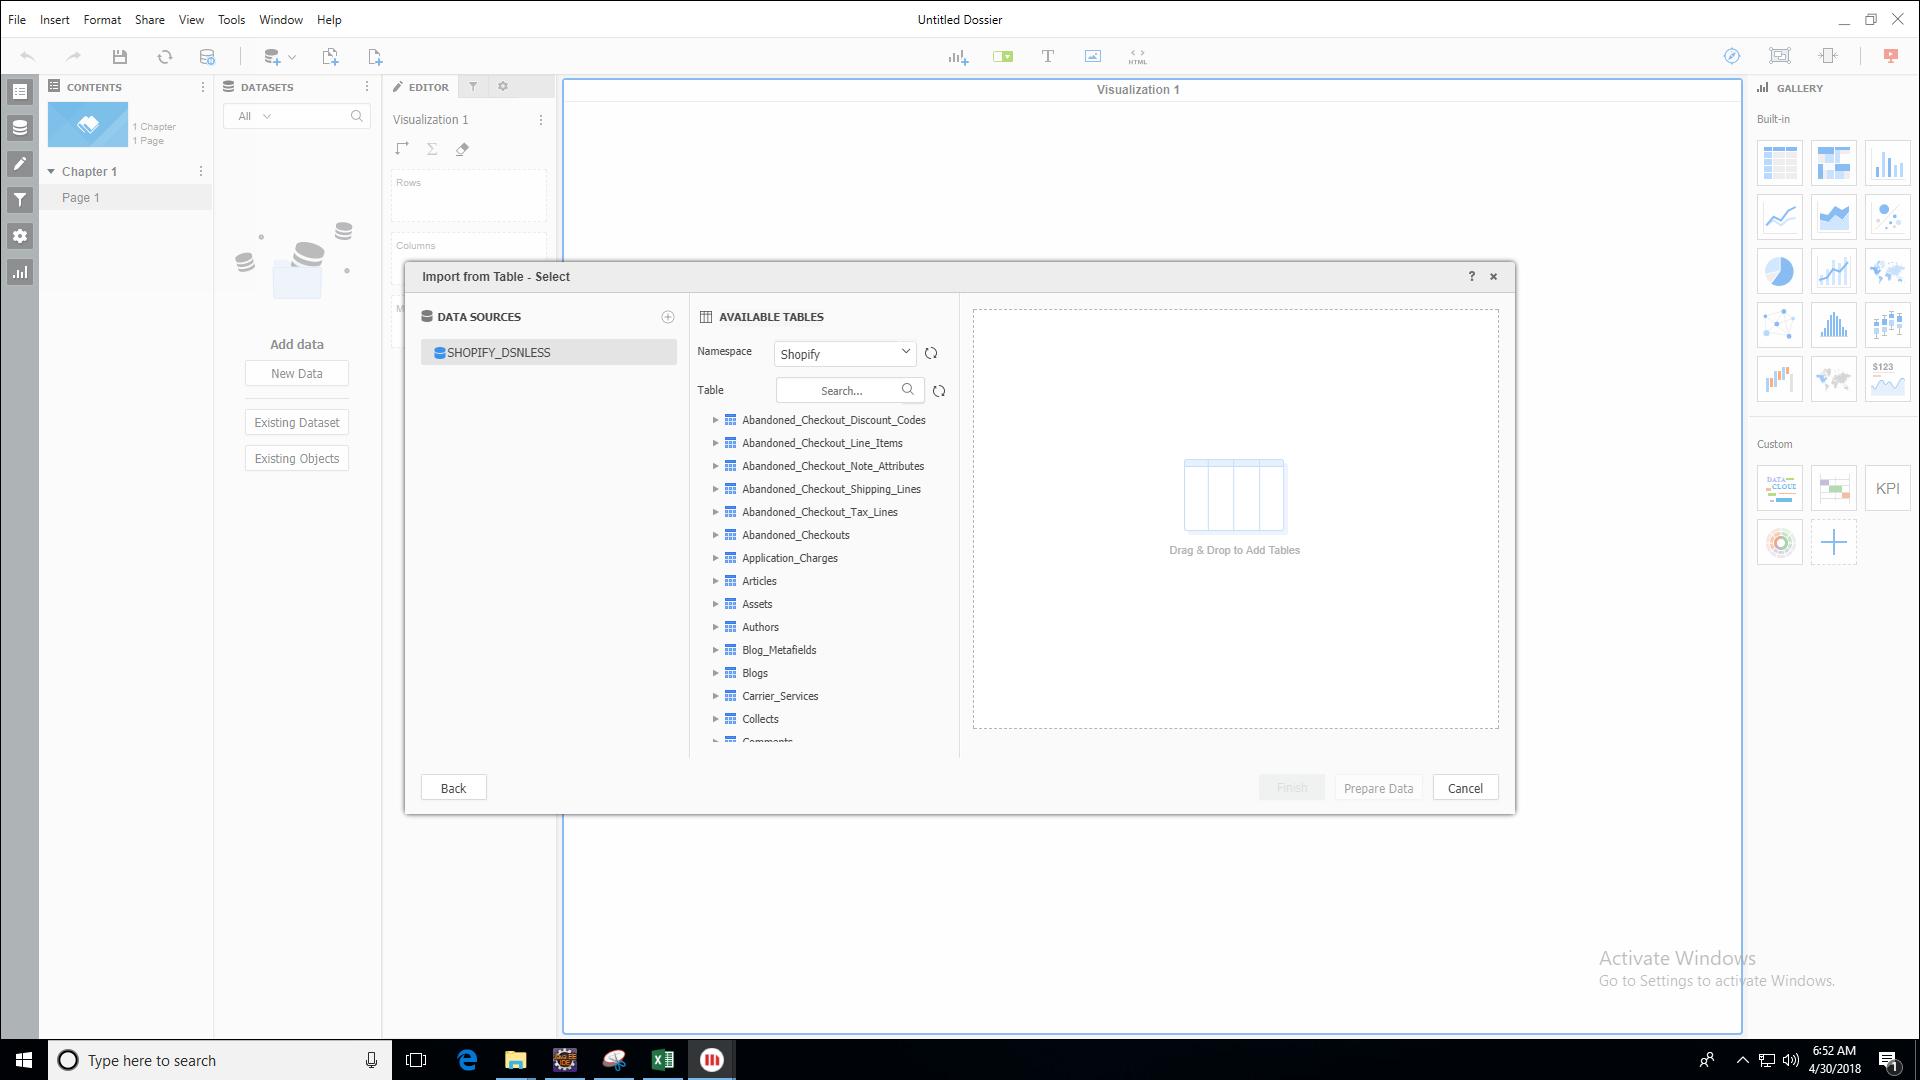 File Insert Format Share View Tools Window Help
Untitled Dossier
HTML
CONTENTS
1 Chapter
1 Page
Chapter 1
Page 1
DATASETS
All
Add data
New Data
Existing Dataset
Existing Objects
EDITOR
Visualization 1
Rows
Columns
M
Visualization 1
GALLERY
Built-in
$123
Custom
DATA
CLOUD
KPI
Import from Table - Select
? ×
DATA SOURCES
SHOPIFY_DSNLESS
AVAILABLE TABLES
Namespace
Shopify
Table
Search...
Abandoned_Checkout_Discount_Codes
Abandoned_Checkout_Line_Items
Abandoned_Checkout_Note_Attributes
Abandoned_Checkout_Shipping_Lines
Abandoned_Checkout_Tax_Lines
Abandoned_Checkouts
Application_Charges
Articles
Assets
Authors
Blog_Metafields
Blogs
Carrier_Services
Collects
Comments
Drag & Drop to Add Tables
Back
Finish
Prepare Data
Cancel
Activate Windows
Go to Settings to activate Windows.
Type here to search
6:52 AM
4/30/2018
1